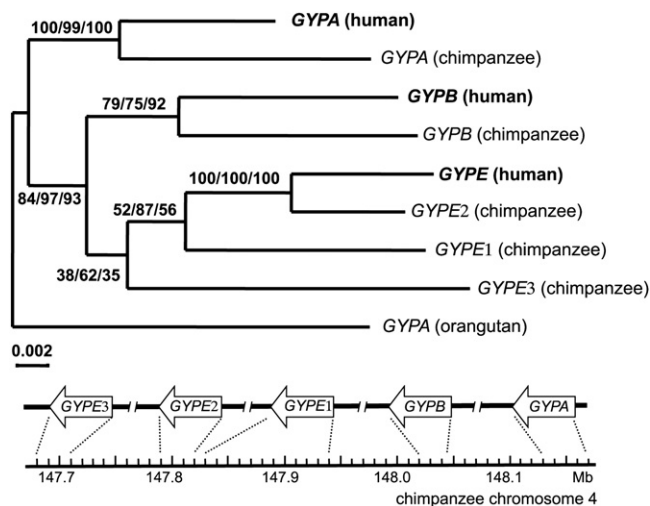 GYPA (human)
100/99/100
GYPA (chimpanzee)
GYPB (human)
79/75/92
GYPB (chimpanzee)
GYPE (human)
100/100/100
84/97/93
52/87/56
GYPE2 (chimpanzee)
GYPE1 (chimpanzee)
38/62/35
GYPE3 (chimpanzee)
GYPA (orangutan)
0.002
GYPE3 GYPE2 GYPE1 GYPB GYPA
147.7 147.8 147.9 148.0 148.1 Mb
chimpanzee chromosome 4